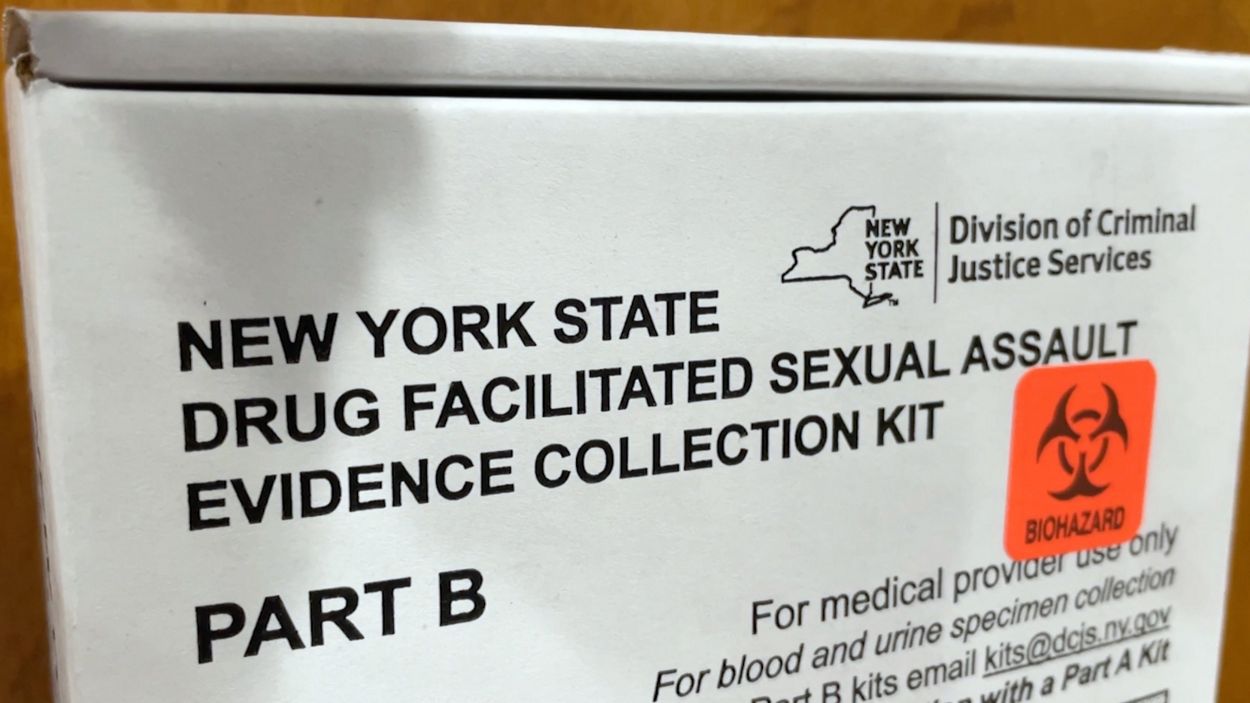 NEW YORK STATE
Division of Criminal
Justice Services
NEW YORK STATE
DRUG FACILITATED SEXUAL ASSAULT
EVIDENCE COLLECTION KIT
BIOHAZARD
PART B
For medical provider use only
For blood and urine specimen collection
Part B kits email kits@dcjs.ny.gov
with a Part A Kit